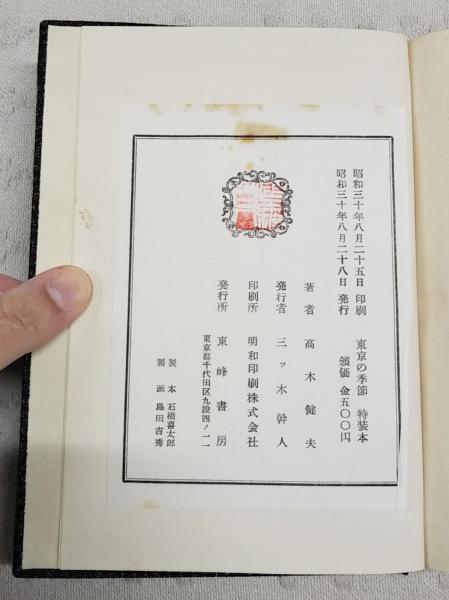 昭和三十年八月二十五日 印刷 東京の季節 特装本
昭和三十年八月二十八日 発行 頒価 金五〇〇円
著者 高木健夫
発行者 三ッ木幹人
印刷所 明和印刷株式会社
発行所 東峰書房
東京都千代田区九段四ノ一一
製本 石橋喜太郎
製函 島田吉秀